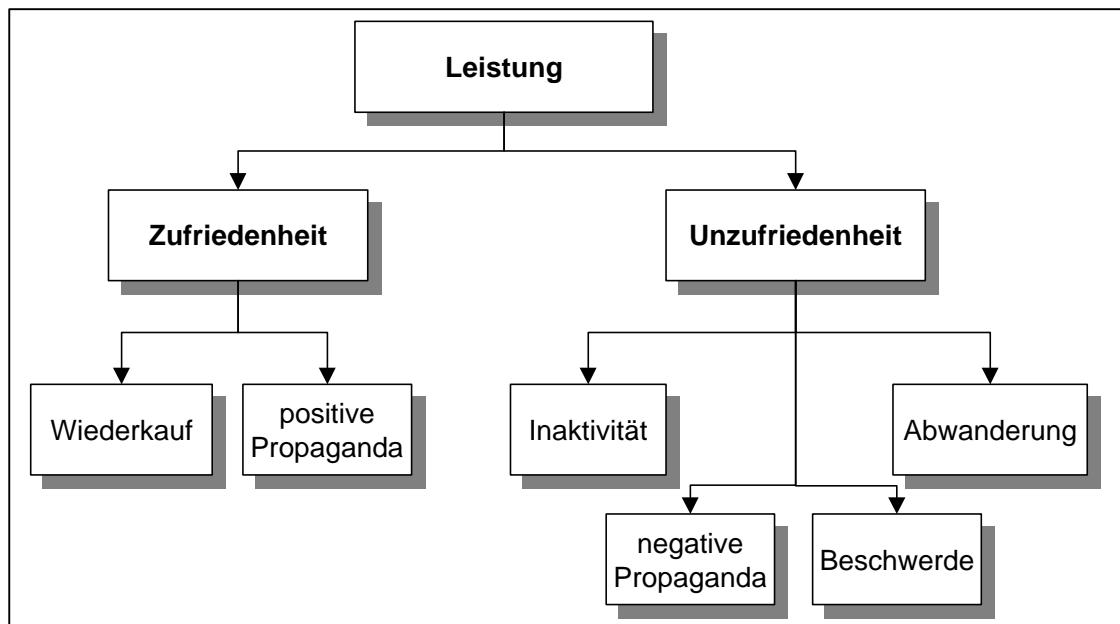 Leistung
Zufriedenheit
Unzufriedenheit
Wiederkauf
positive
Propaganda
Inaktivität
Abwanderung
negative
Propaganda
Beschwerde